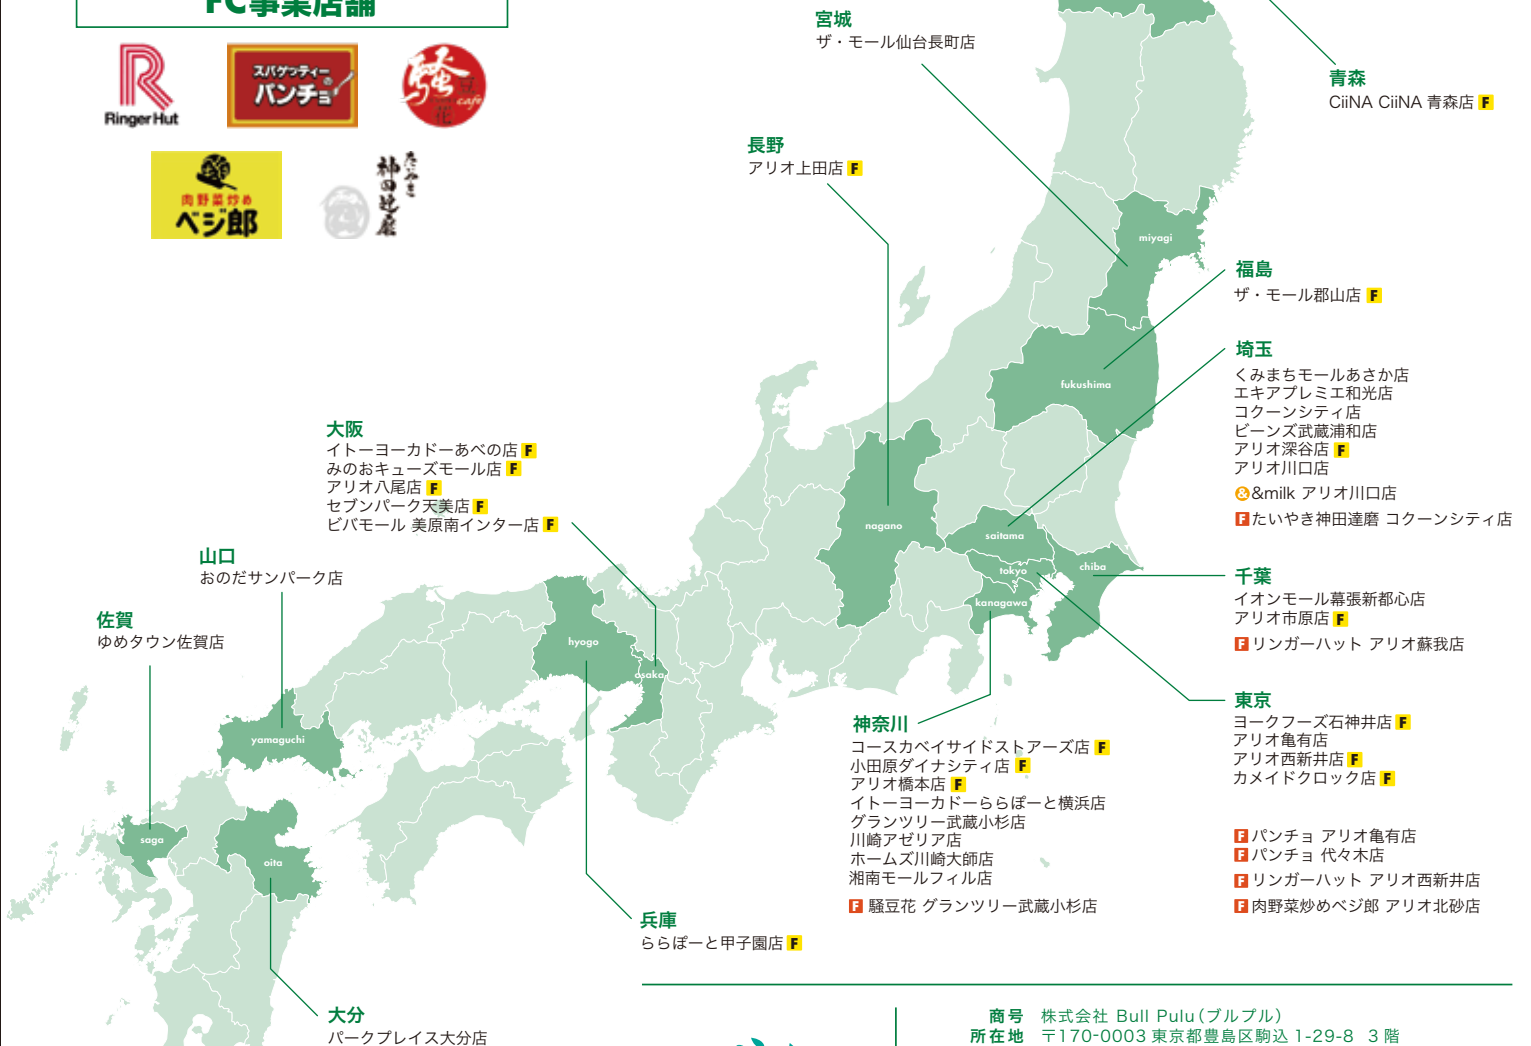 FC事業店舗
Ringer Hut
スパゲッティー
パンチョ
騒
豆
花
cafe
肉野菜炒め
ベジ郎
たいやき
神田達磨
宮城
ザ・モール仙台長町店
青森
CiiNA CiiNA 青森店 F
長野
アリオ上田店 F
福島
ザ・モール郡山店 F
埼玉
くみまちモールあさか店
エキアプレミエ和光店
コクーンシティ店
ビーンズ武蔵浦和店
アリオ深谷店 F
アリオ川口店
& &milk アリオ川口店
F たいやき神田達磨 コクーンシティ店
大阪
イトーヨーカドーあべの店 F
みのおキューズモール店 F
アリオ八尾店 F
セブンパーク天美店 F
ビバモール 美原南インター店 F
山口
おのだサンパーク店
佐賀
ゆめタウン佐賀店
千葉
イオンモール幕張新都心店
アリオ市原店 F
F リンガーハット アリオ蘇我店
東京
ヨークフーズ石神井店 F
アリオ亀有店
アリオ西新井店 F
カメイドクロック店 F
F パンチョ アリオ亀有店
F パンチョ 代々木店
F リンガーハット アリオ西新井店
F 肉野菜炒めベジ郎 アリオ北砂店
神奈川
コースカベイサイドストアーズ店 F
小田原ダイナシティ店 F
アリオ橋本店 F
イトーヨーカドーららぽーと横浜店
グランツリー武蔵小杉店
川崎アゼリア店
ホームズ川崎大師店
湘南モールフィル店
F 騒豆花 グランツリー武蔵小杉店
兵庫
ららぽーと甲子園店 F
大分
パークプレイス大分店
miyagi
fukushima
nagano
saitama
tokyo
chiba
kanagawa
hyogo
osaka
yamaguchi
saga
oita
商号 株式会社 Bull Pulu(ブルプル)
所在地 〒170-0003 東京都豊島区駒込 1-29-8 3 階